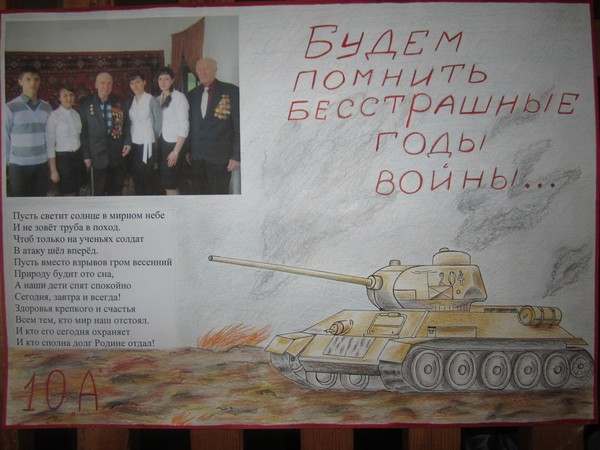 Будем
помнить
бесстрашные
годы
войны...
Пусть светит солнце в мирном небе
И не зовёт труба в поход.
Чтоб только на ученьях солдат
В атаку шёл вперёд.
Пусть вместо взрывов гром весенний
Природу будит ото сна,
А наши дети спят спокойно
Сегодня, завтра и всегда!
Здоровья крепкого и счастья
Всем тем, кто мир наш отстоял.
И кто его сегодня охраняет
И кто сполна долг Родине отдал!
204
10А